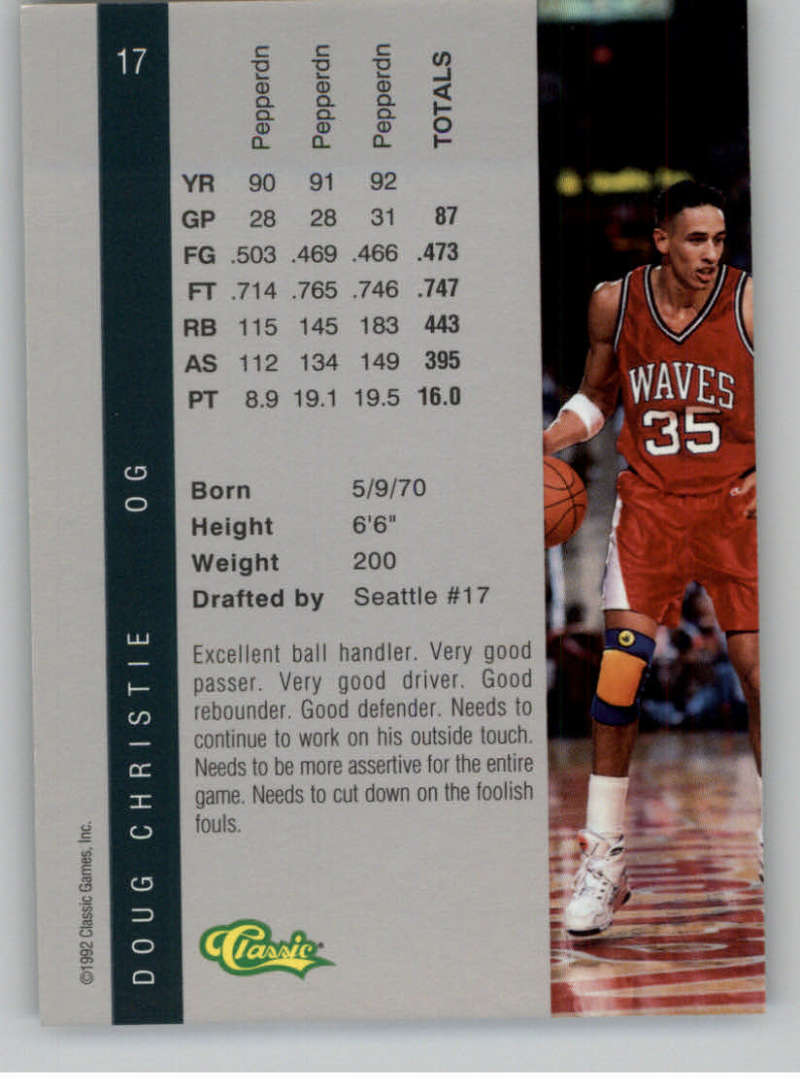 17
Pepperdn Pepperdn Pepperdn TOTALS
YR 90 91 92
GP 28 28 31 87
FG .503 .469 .466 .473
FT .714 .765 .746 .747
RB 115 145 183 443
AS 112 134 149 395
PT 8.9 19.1 19.5 16.0
Born 5/9/70
Height 6'6"
Weight 200
Drafted by Seattle #17
Excellent ball handler. Very good
passer. Very good driver. Good
rebounder. Good defender. Needs to
continue to work on his outside touch.
Needs to be more assertive for the entire
game. Needs to cut down on the foolish
fouls.
Classic®
DOUG CHRISTIE OG
©1992 Classic Games, Inc.
WAVES
35